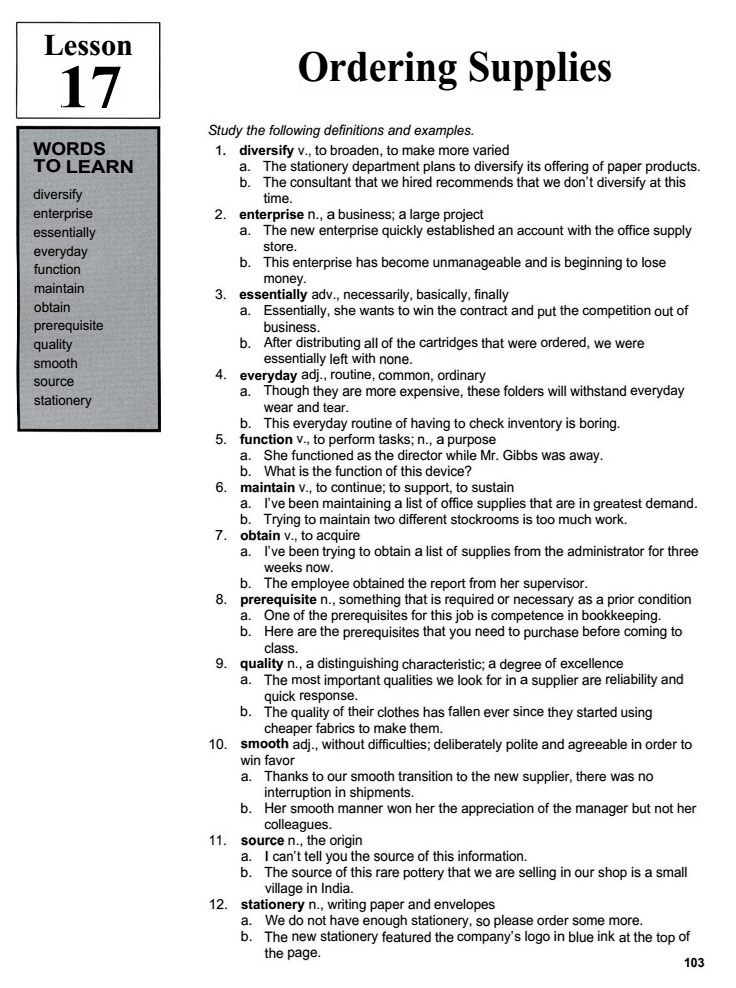 Lesson
17
Ordering Supplies
WORDS
TO LEARN
diversify
enterprise
essentially
everyday
function
maintain
obtain
prerequisite
quality
smooth
source
stationery
Study the following definitions and examples.
1. diversify v., to broaden, to make more varied
a. The stationery department plans to diversify its offering of paper products.
b. The consultant that we hired recommends that we don't diversify at this
time.
2. enterprise n., a business; a large project
a. The new enterprise quickly established an account with the office supply
store.
b. This enterprise has become unmanageable and is beginning to lose
money.
3. essentially adv., necessarily, basically, finally
a. Essentially, she wants to win the contract and put the competition out of
business.
b. After distributing all of the cartridges that were ordered, we were
essentially left with none.
4. everyday adj., routine, common, ordinary
a. Though they are more expensive, these folders will withstand everyday
wear and tear.
b. This everyday routine of having to check inventory is boring.
5. function v., to perform tasks; n., a purpose
a. She functioned as the director while Mr. Gibbs was away.
b. What is the function of this device?
6. maintain v., to continue; to support, to sustain
a. I've been maintaining a list of office supplies that are in greatest demand.
b. Trying to maintain two different stockrooms is too much work.
7. obtain v., to acquire
a. I've been trying to obtain a list of supplies from the administrator for three
weeks now.
b. The employee obtained the report from her supervisor.
8. prerequisite n., something that is required or necessary as a prior condition
a. One of the prerequisites for this job is competence in bookkeeping.
b. Here are the prerequisites that you need to purchase before coming to
class.
9. quality n., a distinguishing characteristic; a degree of excellence
a. The most important qualities we look for in a supplier are reliability and
quick response.
b. The quality of their clothes has fallen ever since they started using
cheaper fabrics to make them.
10. smooth adj., without difficulties; deliberately polite and agreeable in order to
win favor
a. Thanks to our smooth transition to the new supplier, there was no
interruption in shipments.
b. Her smooth manner won her the appreciation of the manager but not her
colleagues.
11. source n., the origin
a. I can't tell you the source of this information.
b. The source of this rare pottery that we are selling in our shop is a small
village in India.
12. stationery n., writing paper and envelopes
a. We do not have enough stationery, so please order some more.
b. The new stationery featured the company's logo in blue ink at the top of
the page.
103